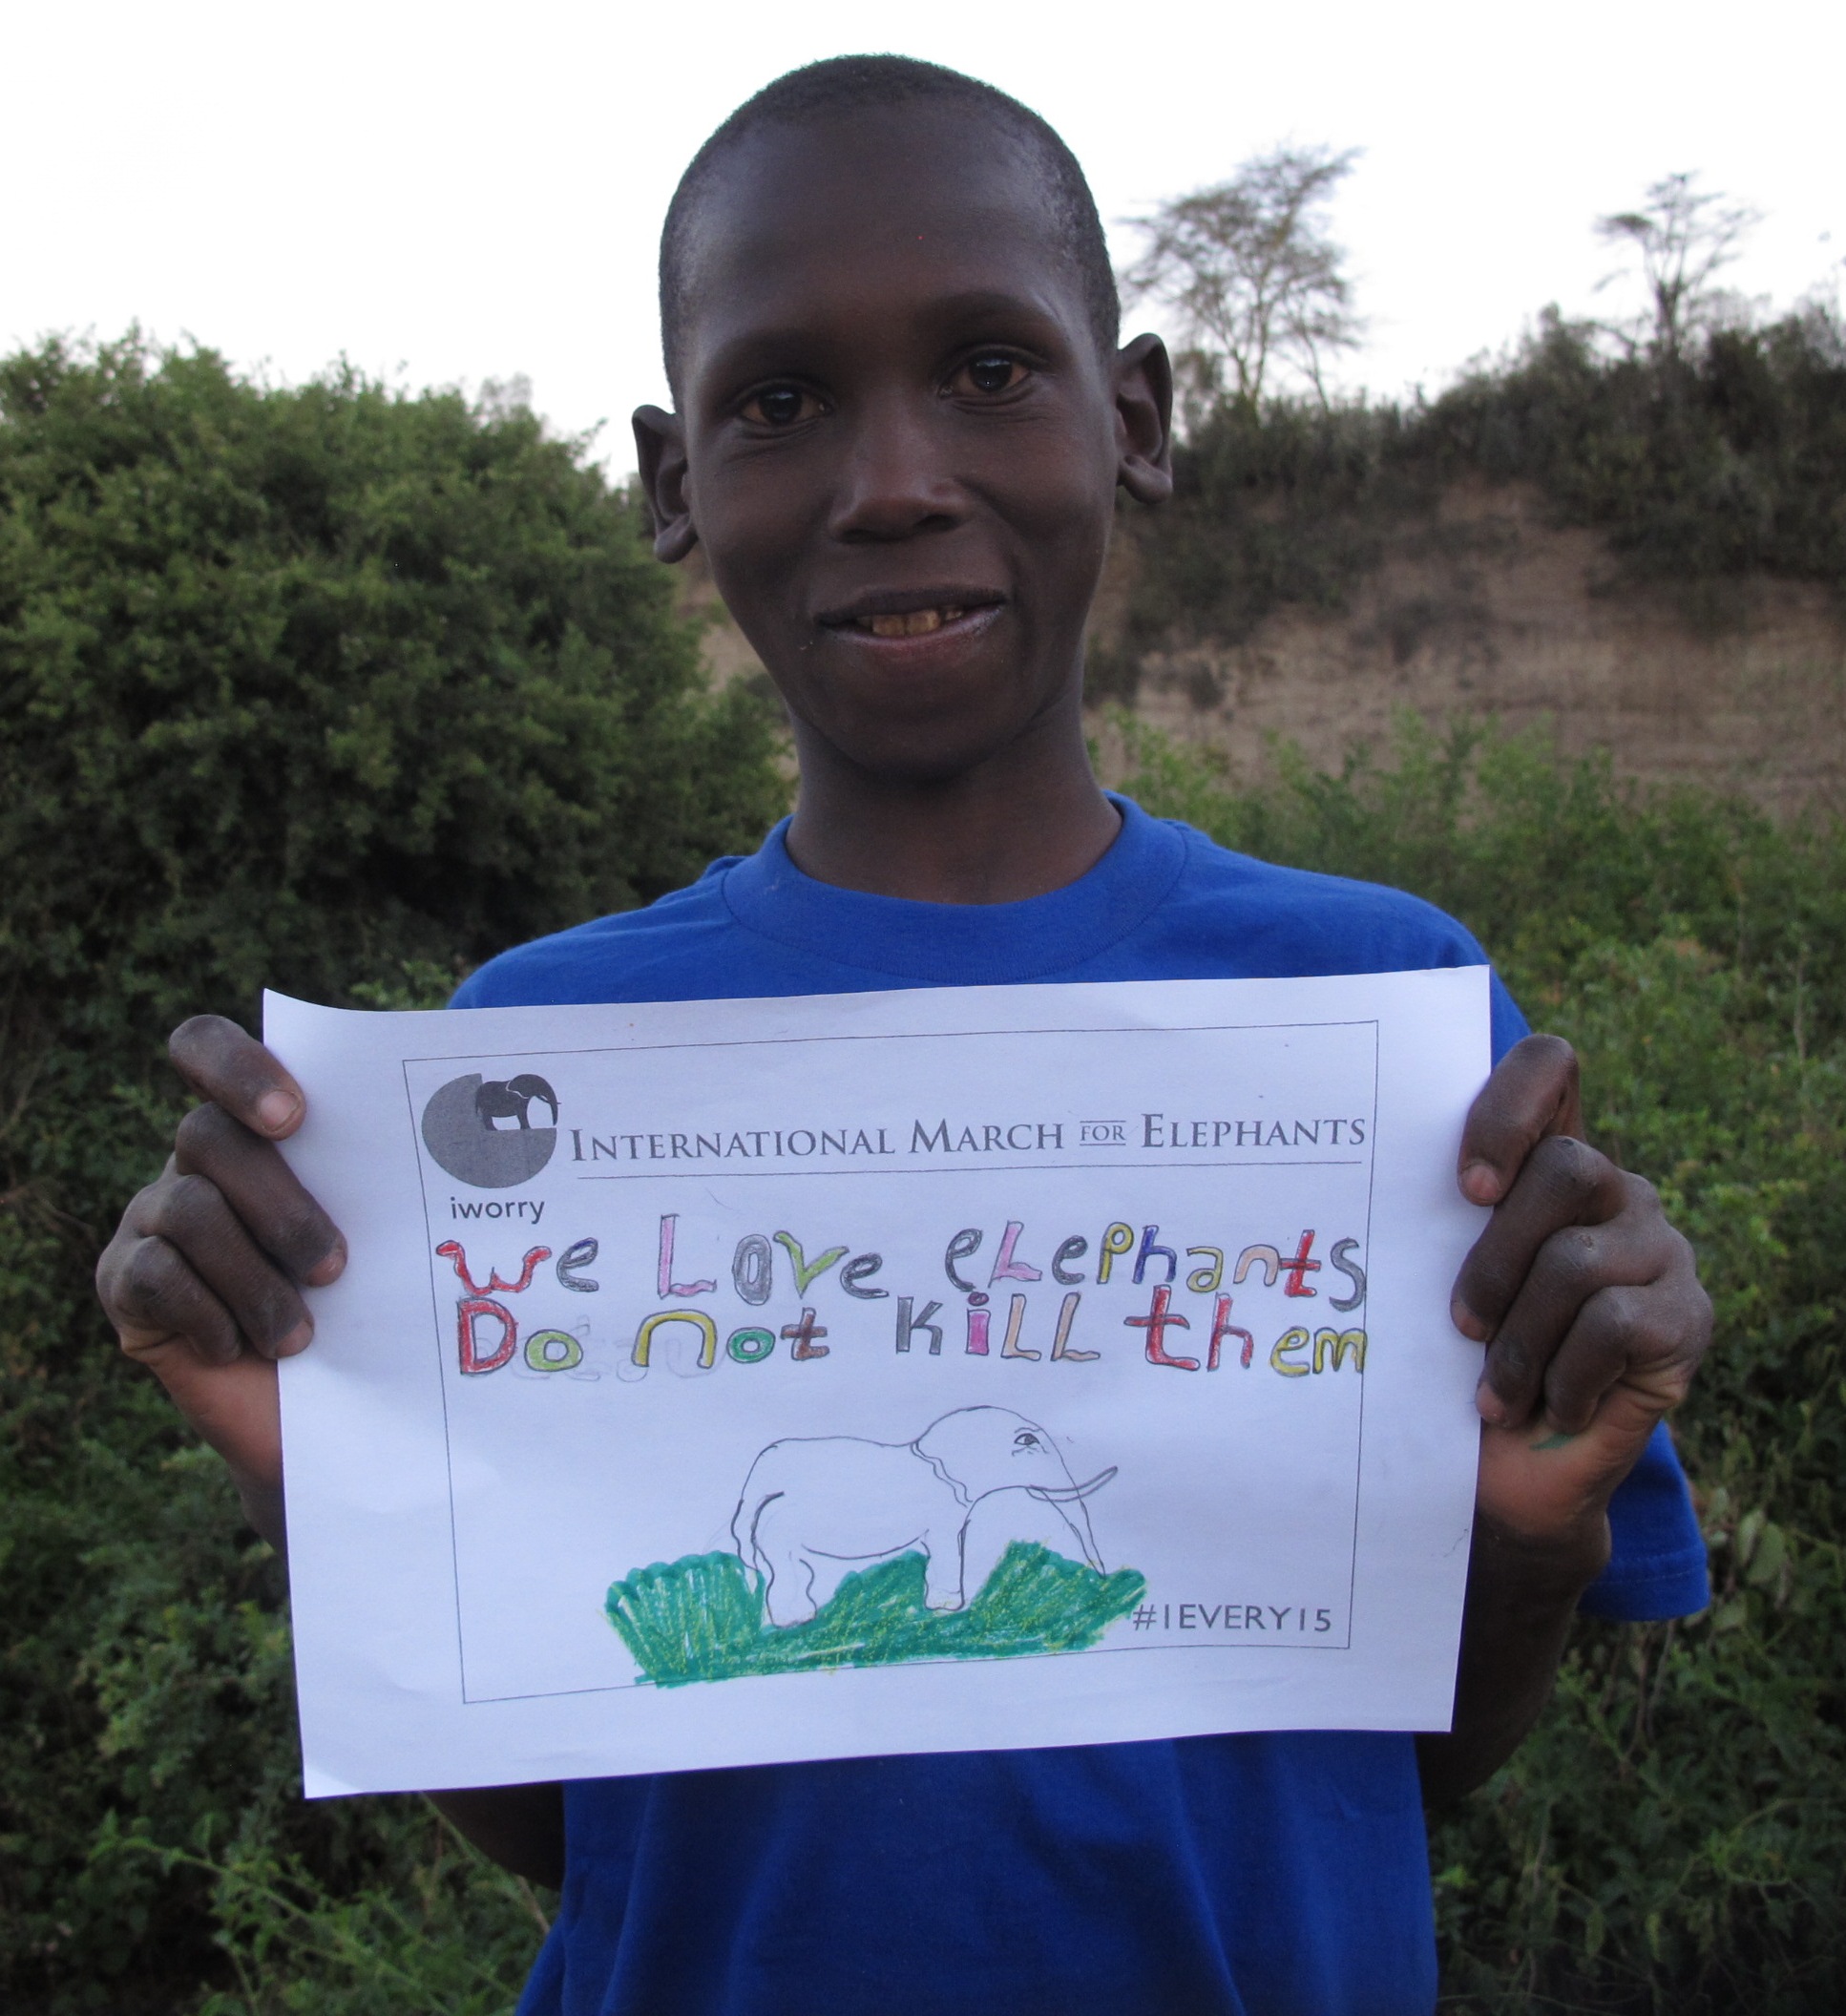 INTERNATIONAL MARCH FOR ELEPHANTS
iworry
we Love eLephants
Do not KiLL them
#1EVERY15